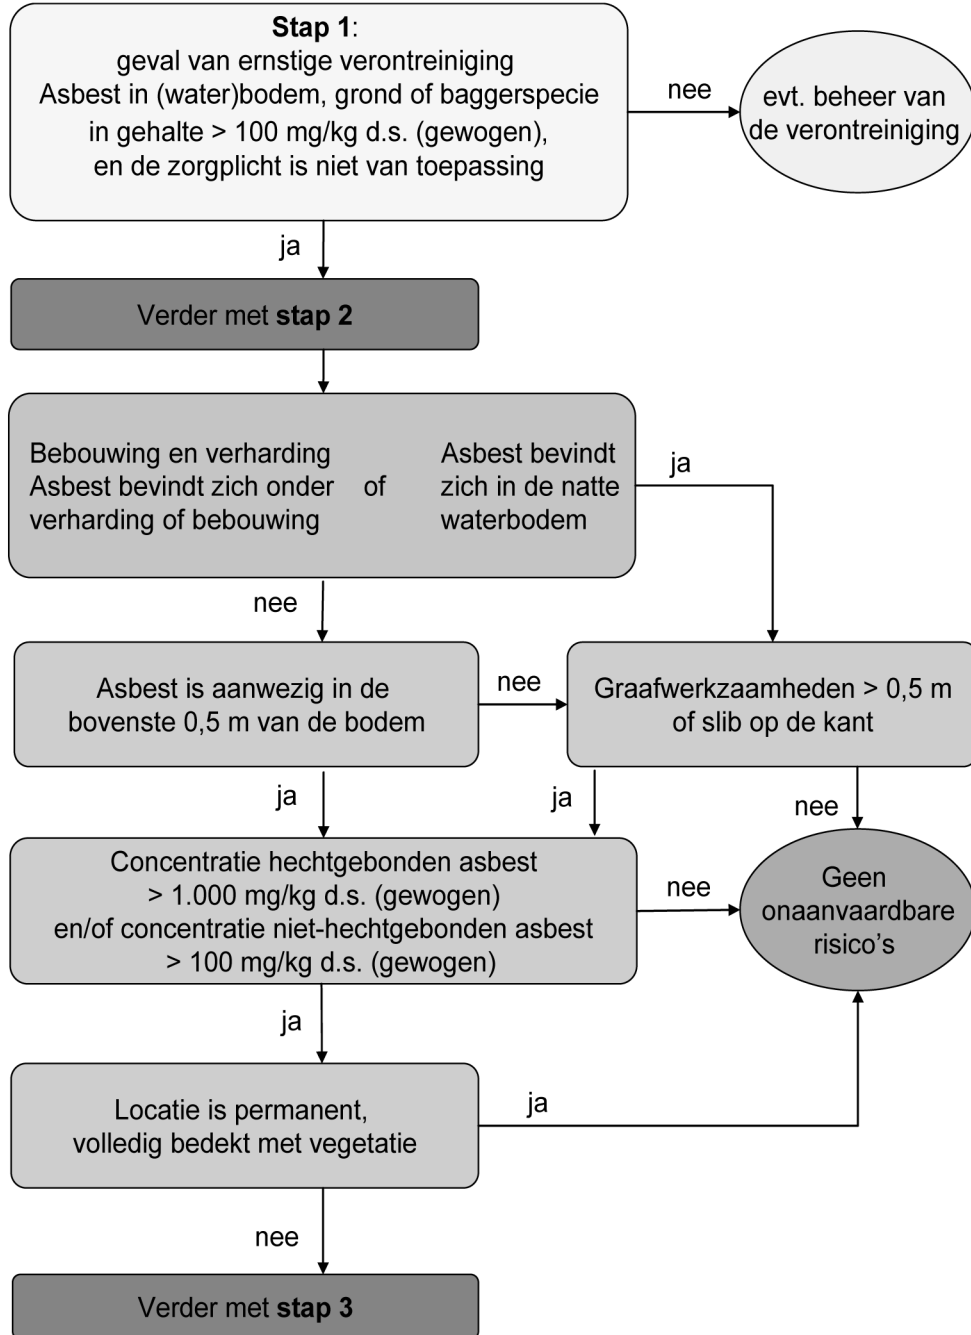 Stap 1:
geval van ernstige verontreiniging
Asbest in (water)bodem, grond of baggerspecie
in gehalte > 100 mg/kg d.s. (gewogen),
en de zorgplicht is niet van toepassing
nee
evt. beheer van
de verontreiniging
ja
Verder met stap 2
Bebouwing en verharding
Asbest bevindt zich onder
verharding of bebouwing
of
Asbest bevindt
zich in de natte
waterbodem
ja
nee
Asbest is aanwezig in de
bovenste 0,5 m van de bodem
nee
Graafwerkzaamheden > 0,5 m
of slib op de kant
ja
ja
nee
Concentratie hechtgebonden asbest
> 1.000 mg/kg d.s. (gewogen)
en/of concentratie niet-hechtgebonden asbest
> 100 mg/kg d.s. (gewogen)
nee
Geen
onaanvaardbare
risico's
ja
Locatie is permanent,
volledig bedekt met vegetatie
ja
nee
Verder met stap 3